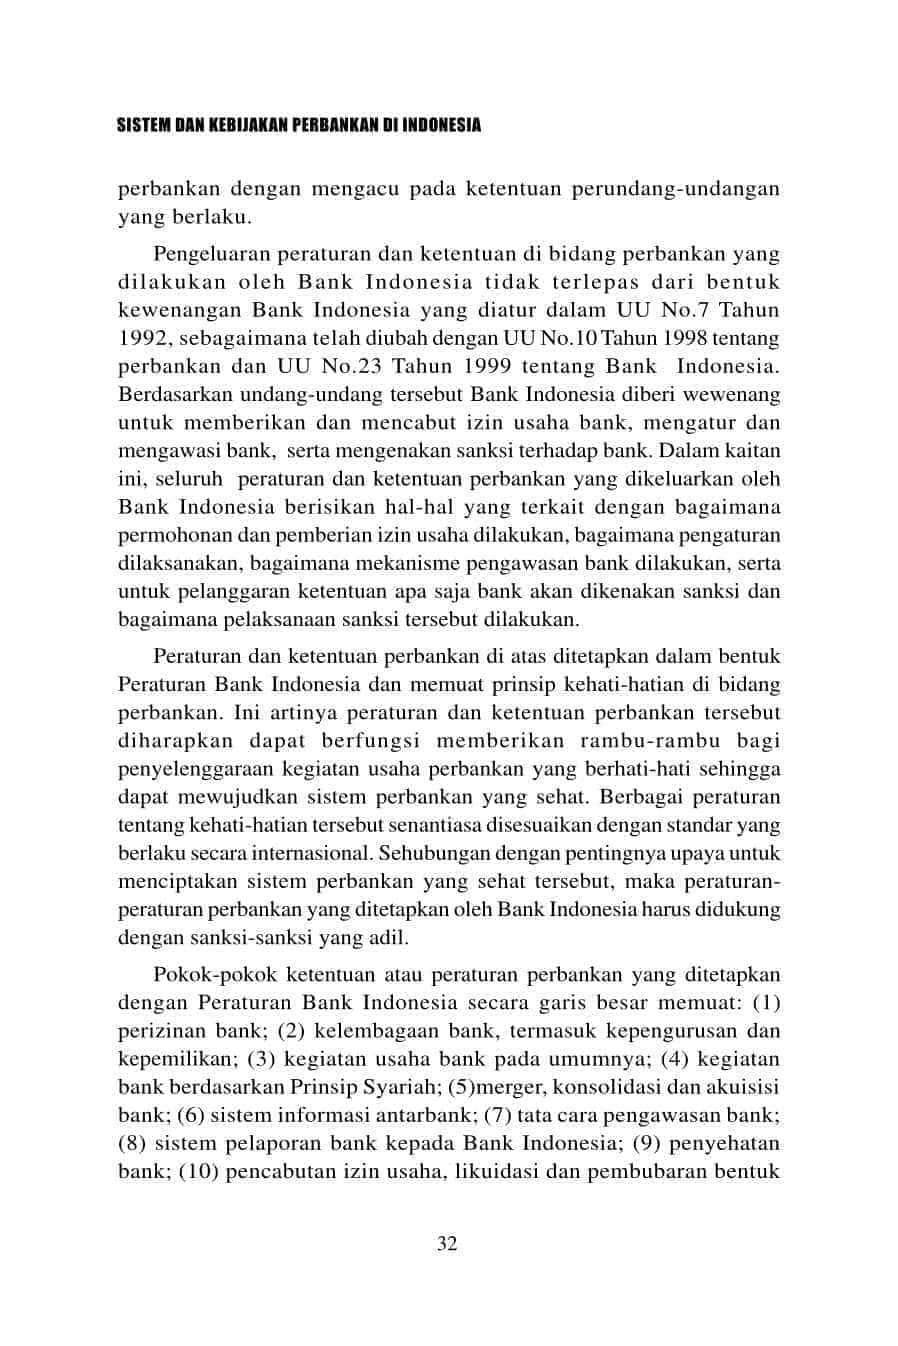 SISTEM DAN KEBIJAKAN PERBANKAN DI INDONESIA
perbankan dengan mengacu pada ketentuan perundang-undangan
yang berlaku.
Pengeluaran peraturan dan ketentuan di bidang perbankan yang
dilakukan oleh Bank Indonesia tidak terlepas dari bentuk
kewenangan Bank Indonesia yang diatur dalam UU No.7 Tahun
1992, sebagaimana telah diubah dengan UU No.10 Tahun 1998 tentang
perbankan dan UU No.23 Tahun 1999 tentang Bank Indonesia.
Berdasarkan undang-undang tersebut Bank Indonesia diberi wewenang
untuk memberikan dan mencabut izin usaha bank, mengatur dan
mengawasi bank, serta mengenakan sanksi terhadap bank. Dalam kaitan
ini, seluruh peraturan dan ketentuan perbankan yang dikeluarkan oleh
Bank Indonesia berisikan hal-hal yang terkait dengan bagaimana
permohonan dan pemberian izin usaha dilakukan, bagaimana pengaturan
dilaksanakan, bagaimana mekanisme pengawasan bank dilakukan, serta
untuk pelanggaran ketentuan apa saja bank akan dikenakan sanksi dan
bagaimana pelaksanaan sanksi tersebut dilakukan.
Peraturan dan ketentuan perbankan di atas ditetapkan dalam bentuk
Peraturan Bank Indonesia dan memuat prinsip kehati-hatian di bidang
perbankan. Ini artinya peraturan dan ketentuan perbankan tersebut
diharapkan dapat berfungsi memberikan rambu-rambu bagi
penyelenggaraan kegiatan usaha perbankan yang berhati-hati sehingga
dapat mewujudkan sistem perbankan yang sehat. Berbagai peraturan
tentang kehati-hatian tersebut senantiasa disesuaikan dengan standar yang
berlaku secara internasional. Sehubungan dengan pentingnya upaya untuk
menciptakan sistem perbankan yang sehat tersebut, maka peraturan-
peraturan perbankan yang ditetapkan oleh Bank Indonesia harus didukung
dengan sanksi-sanksi yang adil.
Pokok-pokok ketentuan atau peraturan perbankan yang ditetapkan
dengan Peraturan Bank Indonesia secara garis besar memuat: (1)
perizinan bank; (2) kelembagaan bank, termasuk kepengurusan dan
kepemilikan; (3) kegiatan usaha bank pada umumnya; (4) kegiatan
bank berdasarkan Prinsip Syariah; (5)merger, konsolidasi dan akuisisi
bank; (6) sistem informasi antarbank; (7) tata cara pengawasan bank;
(8) sistem pelaporan bank kepada Bank Indonesia; (9) penyehatan
bank; (10) pencabutan izin usaha, likuidasi dan pembubaran bentuk
32